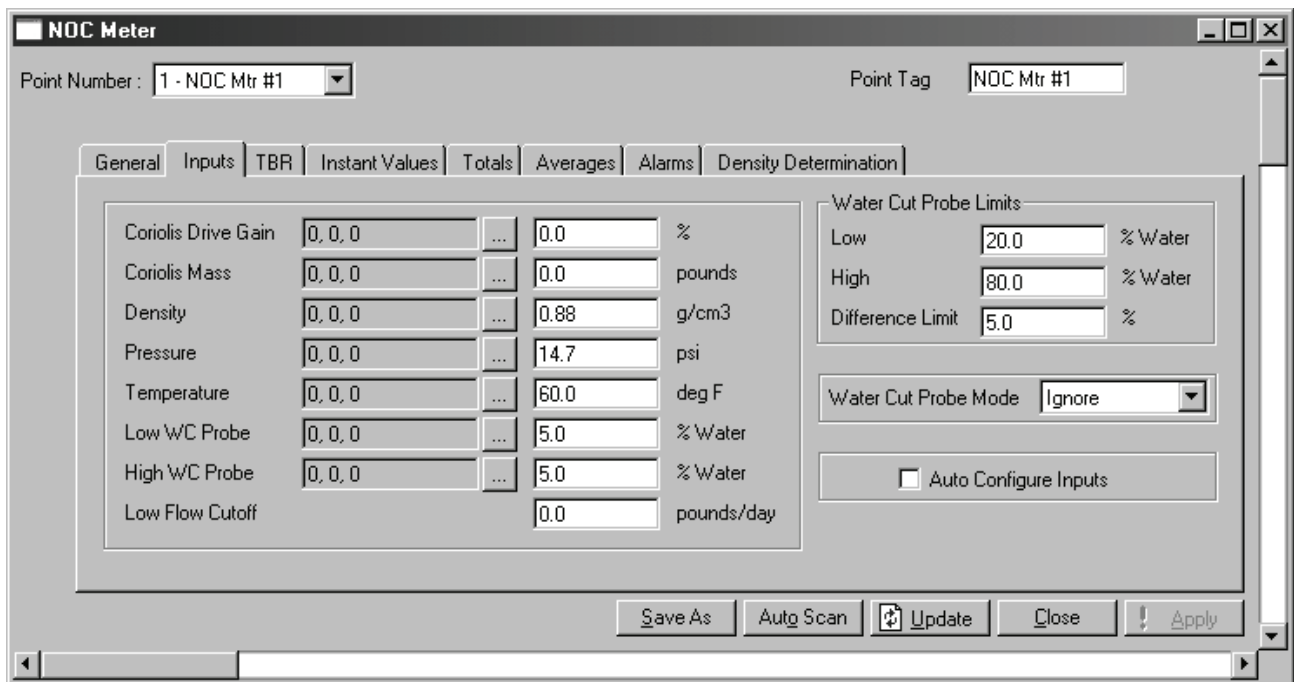 NOC Meter
Point Number : 1 - NOC Mtr #1 Point Tag NOC Mtr #1
General Inputs TBR Instant Values Totals Averages Alarms Density Determination
Coriolis Drive Gain 0, 0, 0 ... 0.0 %
Coriolis Mass 0, 0, 0 ... 0.0 pounds
Density 0, 0, 0 ... 0.88 g/cm3
Pressure 0, 0, 0 ... 14.7 psi
Temperature 0, 0, 0 ... 60.0 deg F
Low WC Probe 0, 0, 0 ... 5.0 % Water
High WC Probe 0, 0, 0 ... 5.0 % Water
Low Flow Cutoff 0.0 pounds/day
Water Cut Probe Limits
Low 20.0 % Water
High 80.0 % Water
Difference Limit 5.0 %
Water Cut Probe Mode Ignore
Auto Configure Inputs
Save As Auto Scan Update Close ! Apply